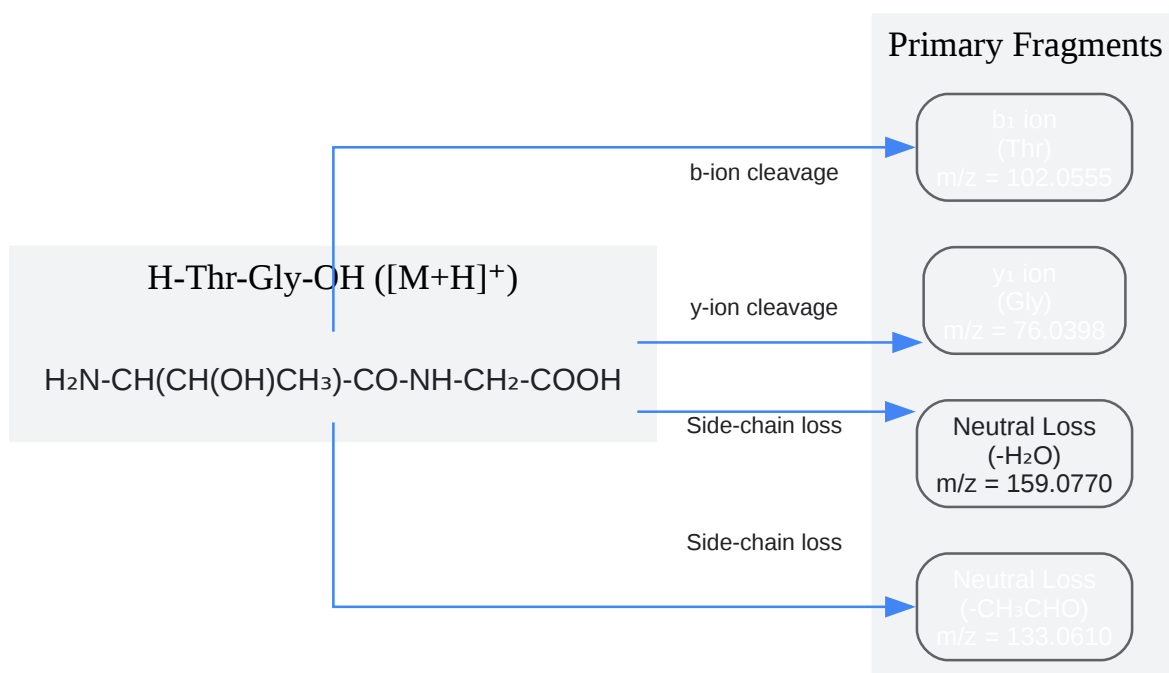 Primary Fragments
b₁ ion
(Thr)
m/z = 102.0555
b-ion cleavage
H-Thr-Gly-OH ([M+H]⁺)
H₂N-CH(CH(OH)CH₃)-CO-NH-CH₂-COOH
y-ion cleavage
y₁ ion
(Gly)
m/z = 76.0398
Side-chain loss
Neutral Loss
(-H₂O)
m/z = 159.0770
Side-chain loss
Neutral Loss
(-CH₃CHO)
m/z = 133.0610